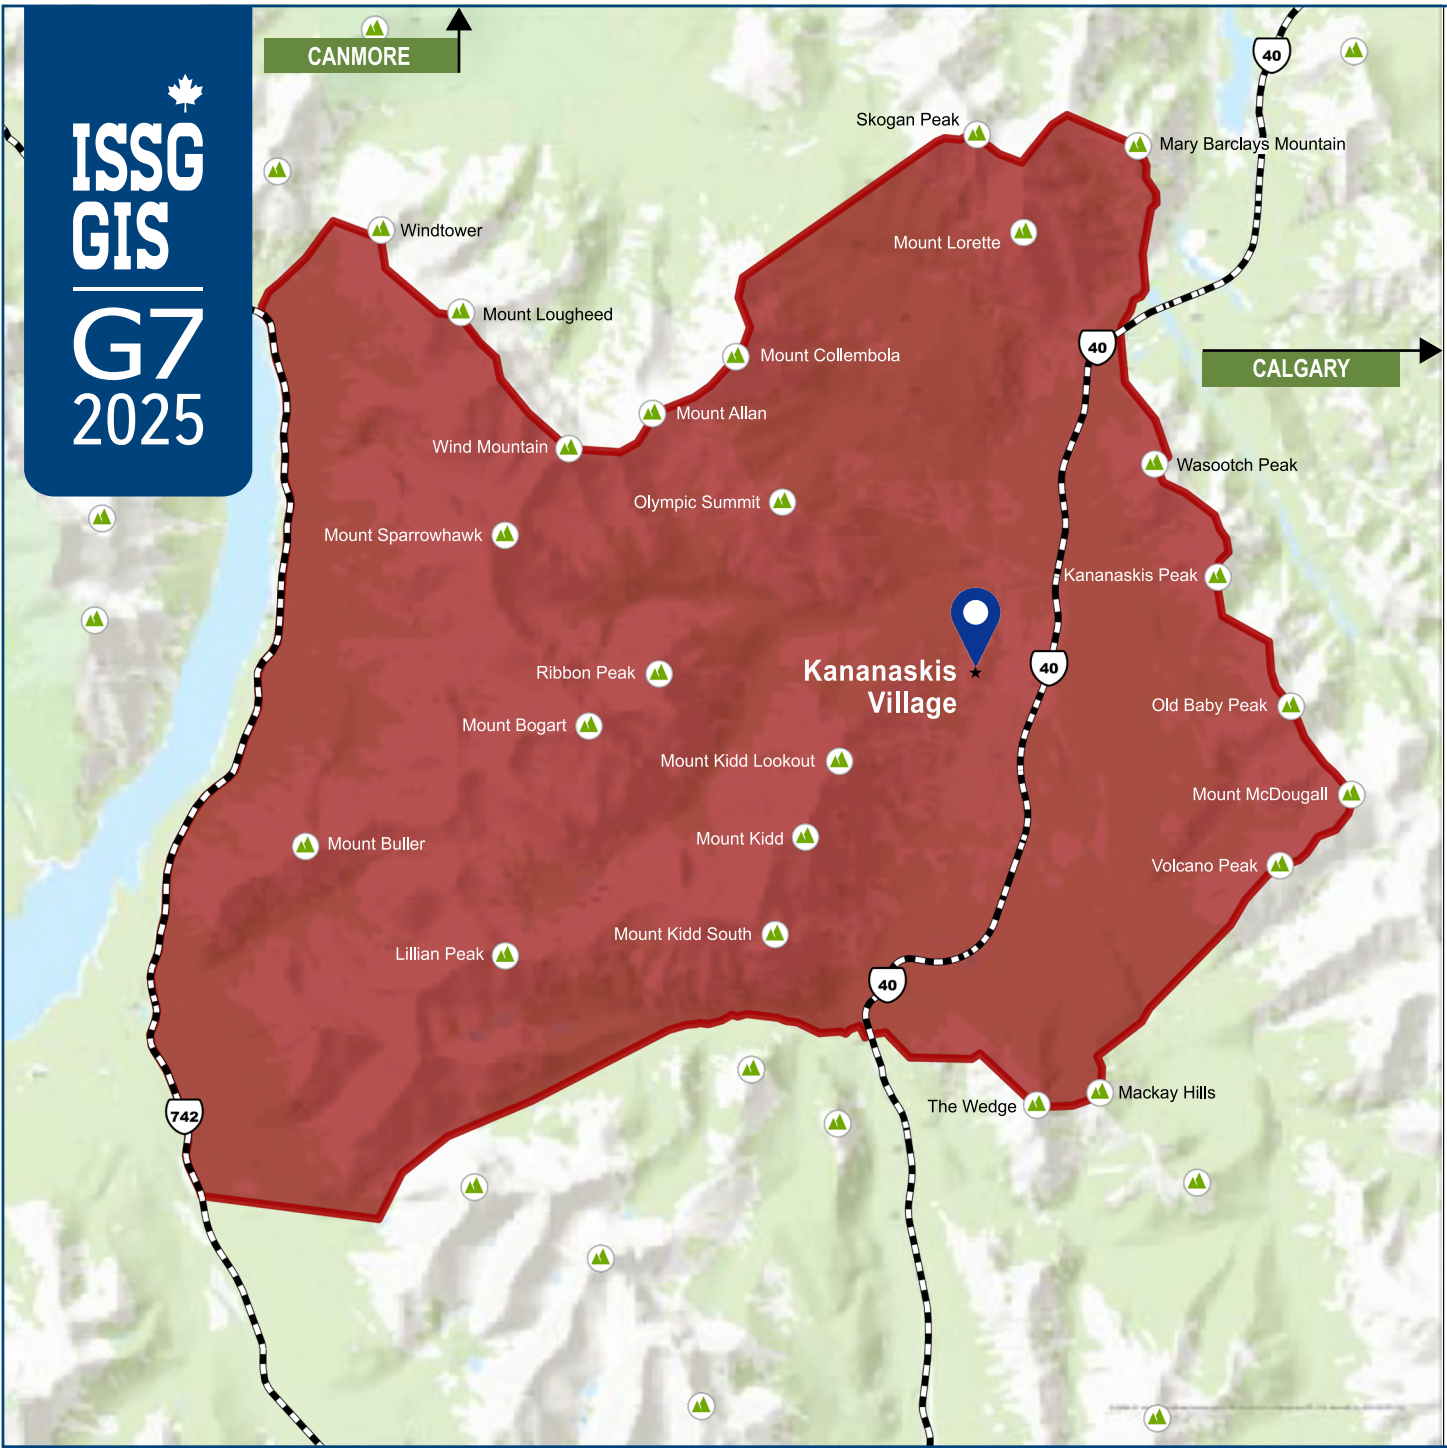 CANMORE
40
ISSG
GIS
G7
2025
Skogan Peak
Mary Barclays Mountain
Windtower
Mount Lorette
Mount Lougheed
40
Mount Collembola
CALGARY
Mount Allan
Wind Mountain
Wasootch Peak
Olympic Summit
Mount Sparrowhawk
Kananaskis Peak
Ribbon Peak
Kananaskis
Village
40
Old Baby Peak
Mount Bogart
Mount Kidd Lookout
Mount McDougall
Mount Kidd
Mount Buller
Volcano Peak
Mount Kidd South
Lillian Peak
40
Mackay Hills
The Wedge
742